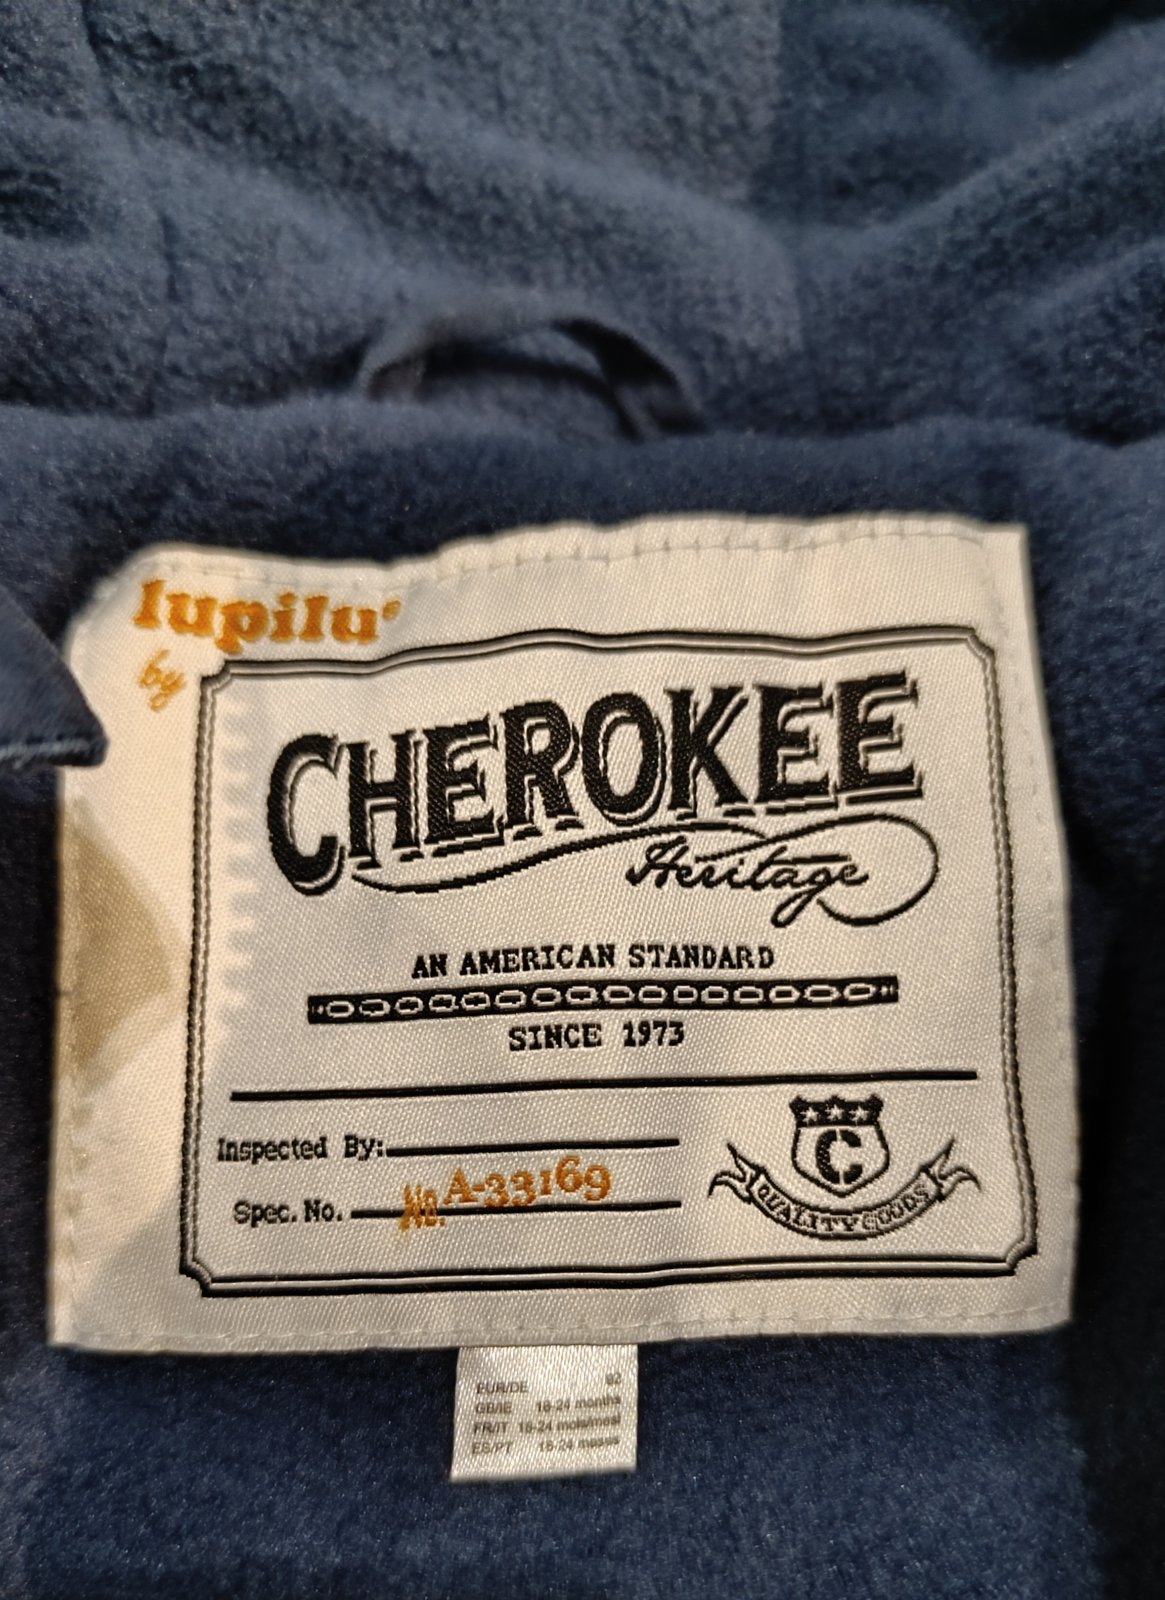 lupilu®
by
CHEROKEE
Heritage
AN AMERICAN STANDARD
SINCE 1973
Inspected By:
Spec. No. No. A-33169
C
QUALITY GOODS
EUR/DE 92
GB/IE 18-24 months
FR/IT 18-24 mois/mesi
ES/PT 18-24 meses